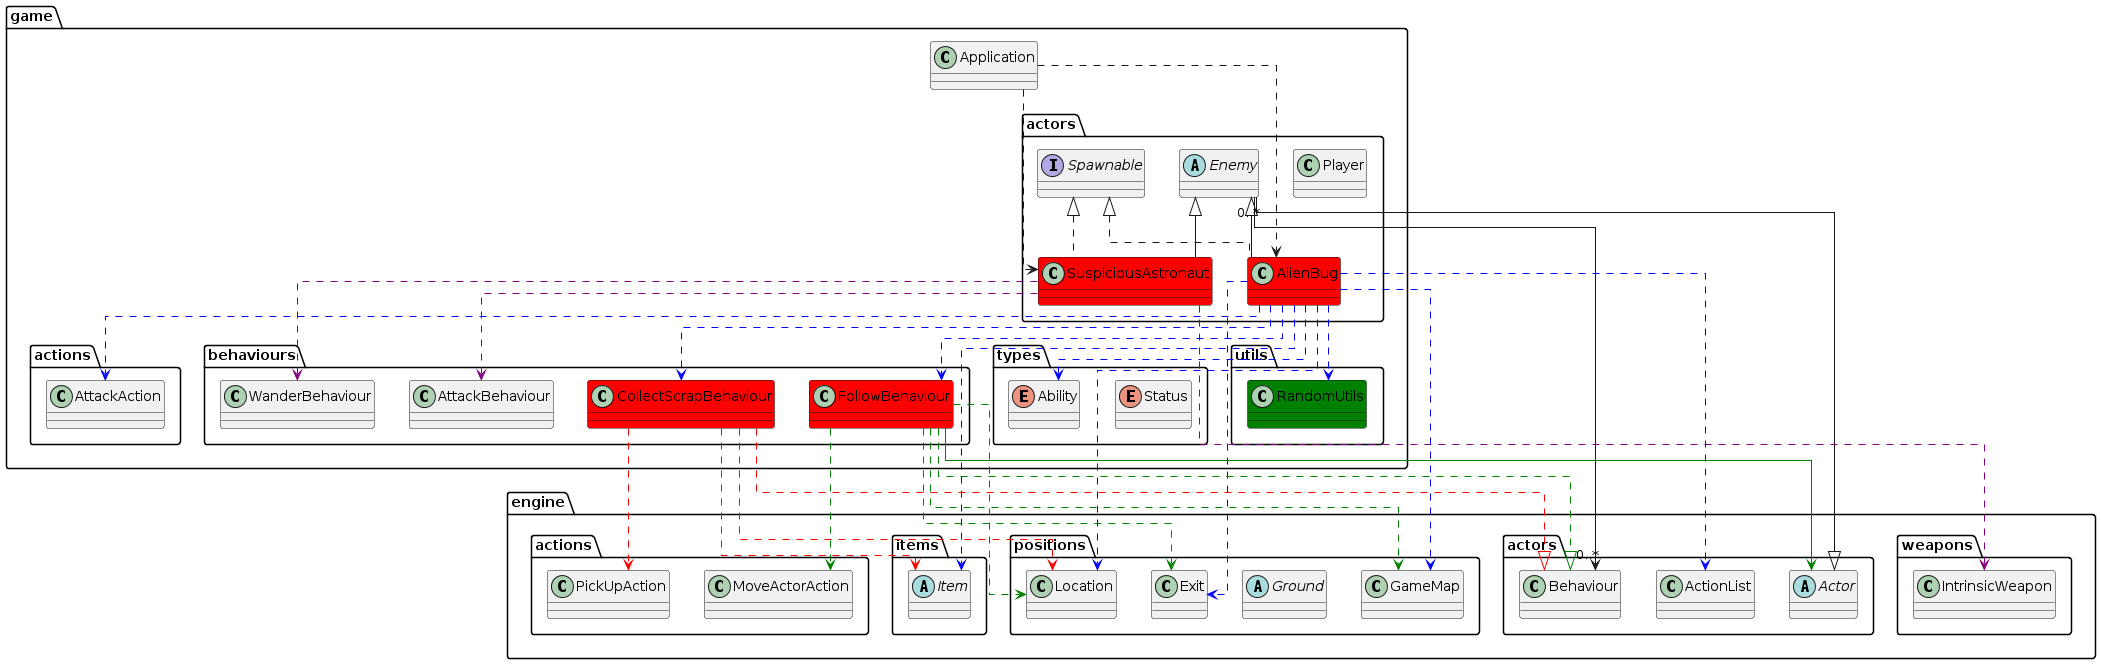 game
C Application
actors
I Spawnable
A Enemy
C Player
0..*
C SuspiciousAstronaut
C AlienBug
actions
behaviours
types
utils
C AttackAction
C WanderBehaviour
C AttackBehaviour
C CollectScrapBehaviour
C FollowBehaviour
E Ability
E Status
C RandomUtils
engine
actions
items
positions
actors
weapons
0..*
C PickUpAction
C MoveActorAction
A Item
C Location
C Exit
A Ground
C GameMap
C Behaviour
C ActionList
A Actor
C IntrinsicWeapon